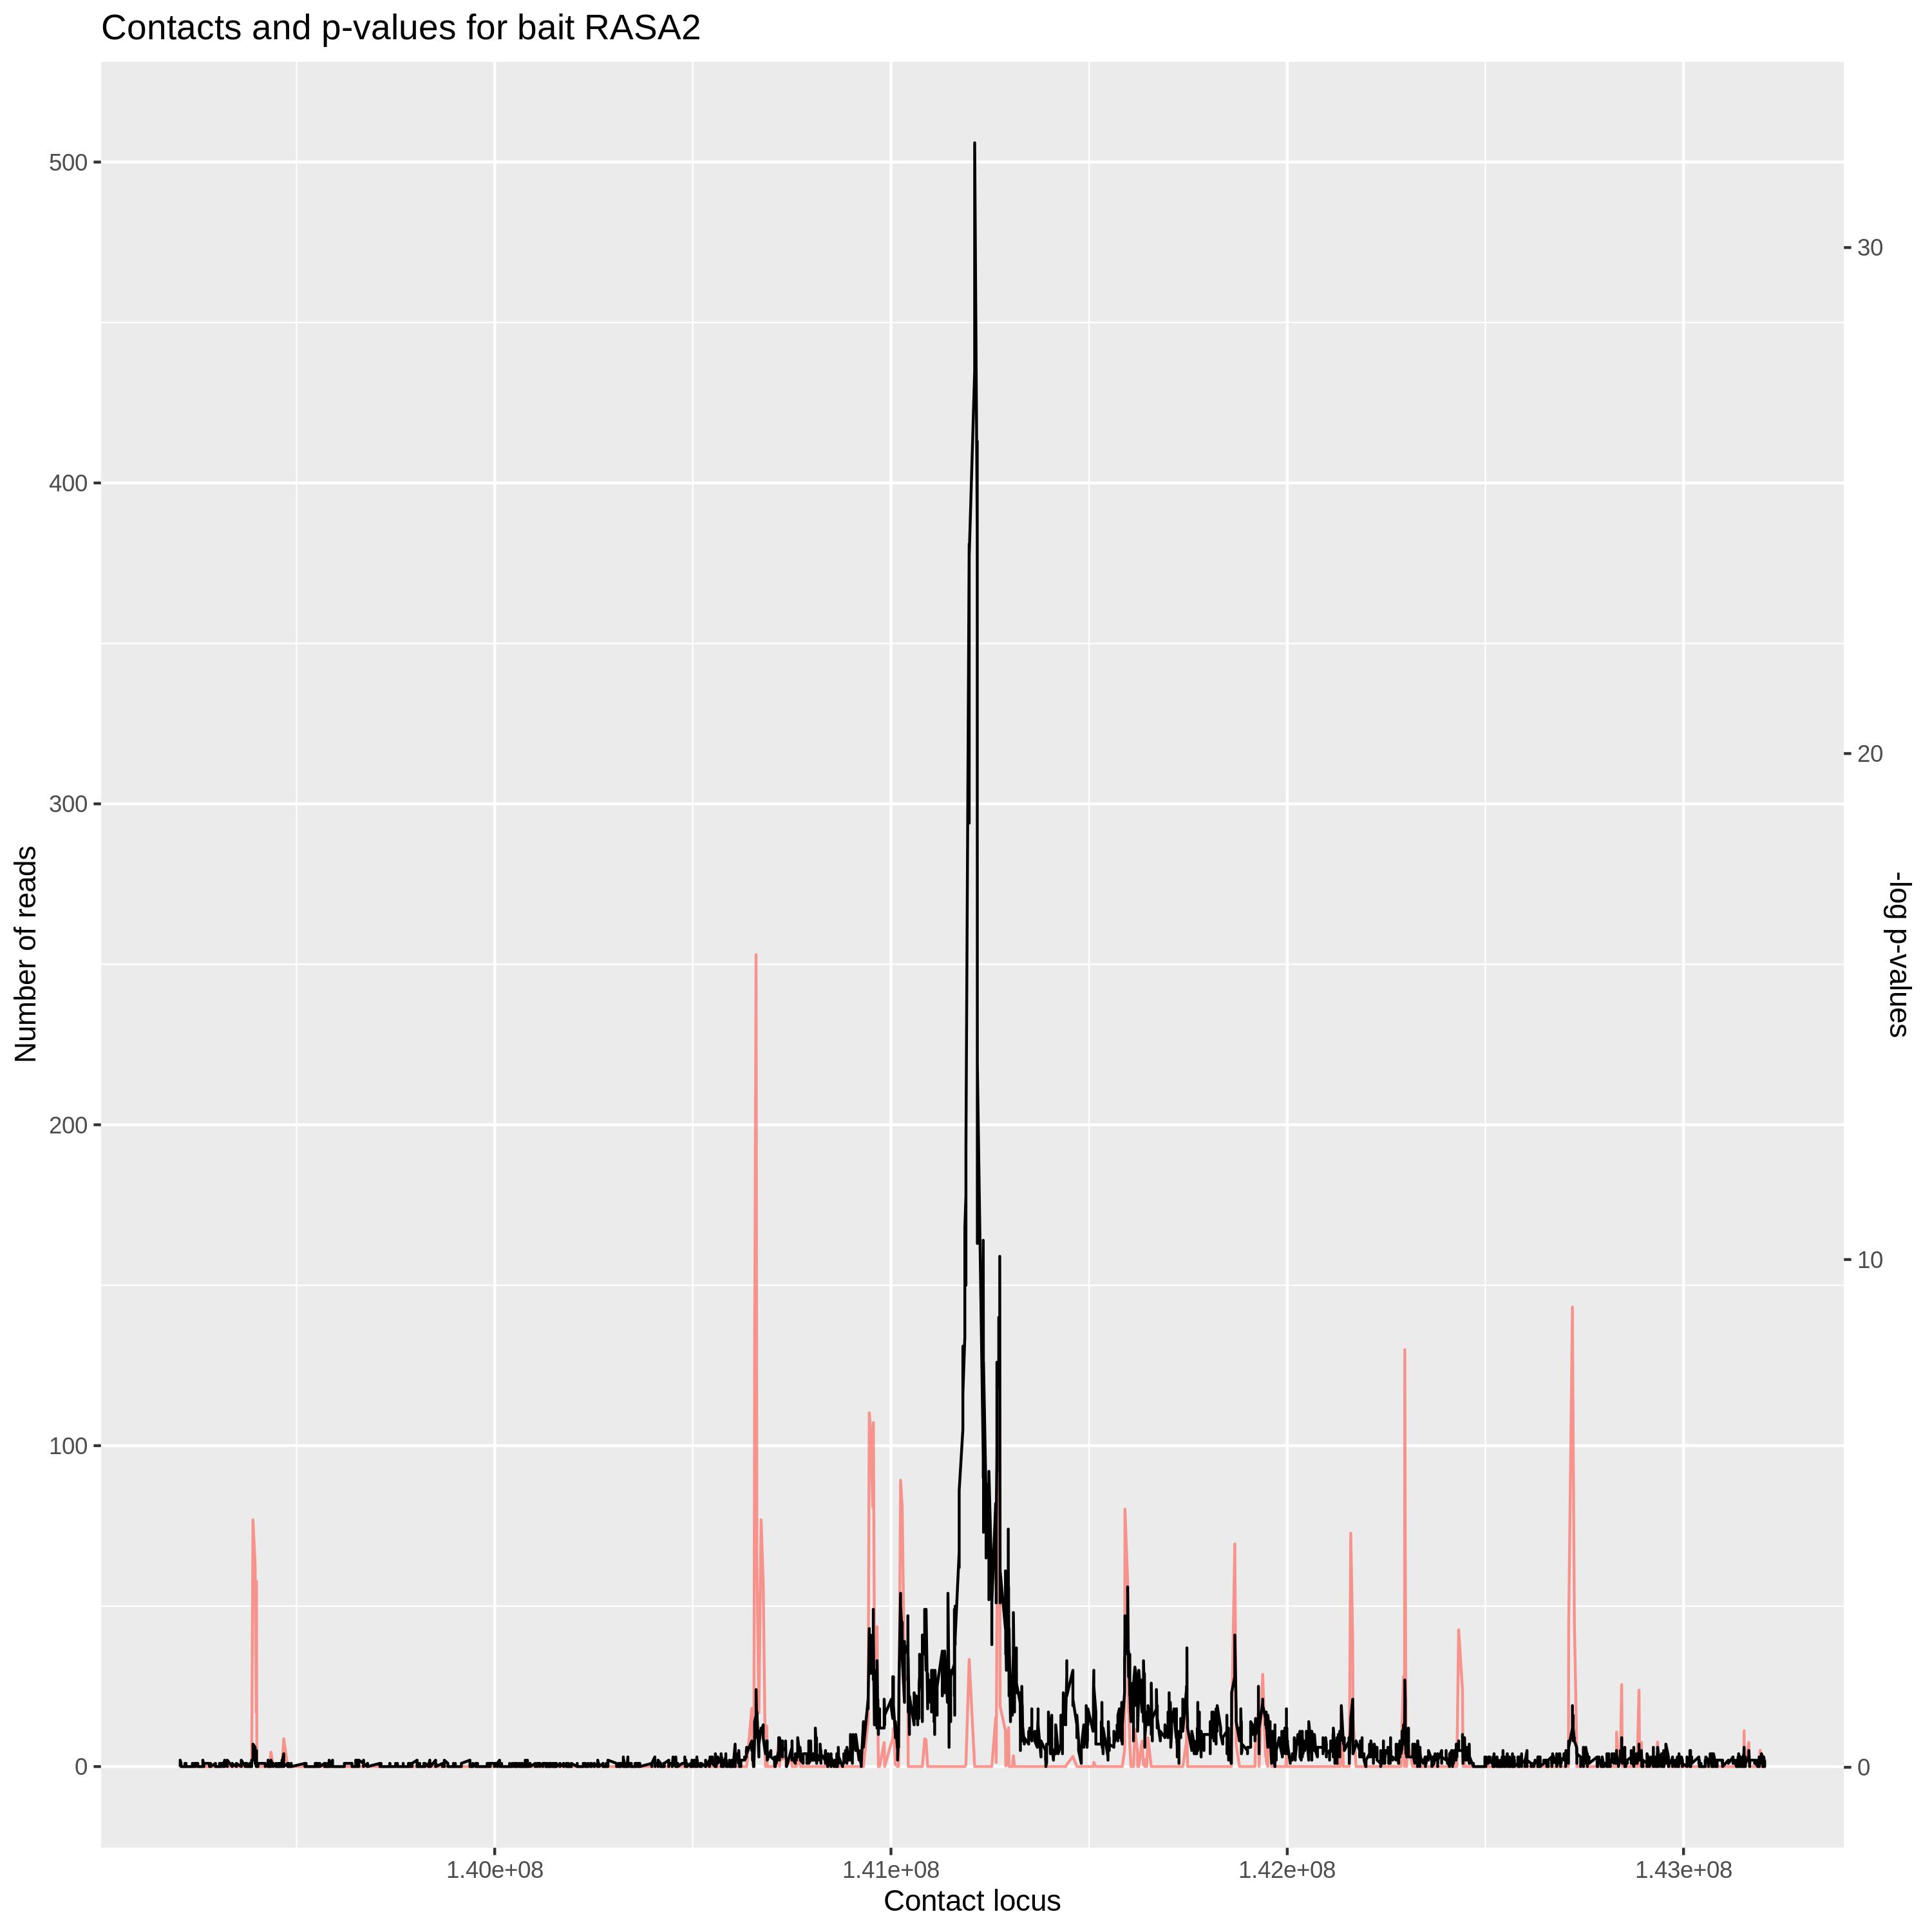 Contacts and p-values for bait RASA2
500
400
300
200
100
0
Number of reads
30
20
10
0
-log p-values
1.40e+08
1.41e+08
1.42e+08
1.43e+08
Contact locus